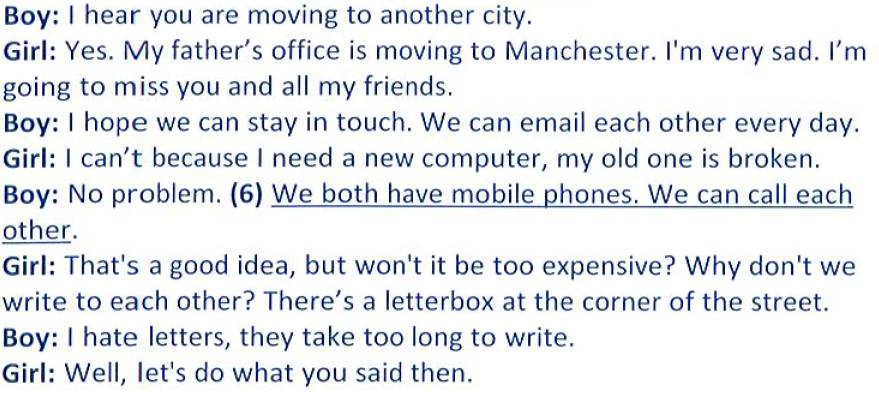 Boy: I hear you are moving to another city.
Girl: Yes. My father’s office is moving to Manchester. I'm very sad. I’m
going to miss you and all my friends.
Boy: I hope we can stay in touch. We can email each other every day.
Girl: I can’t because I need a new computer, my old one is broken.
Boy: No problem. (6) We both have mobile phones. We can call each
other.
Girl: That's a good idea, but won't it be too expensive? Why don't we
write to each other? There’s a letterbox at the corner of the street.
Boy: I hate letters, they take too long to write.
Girl: Well, let's do what you said then.